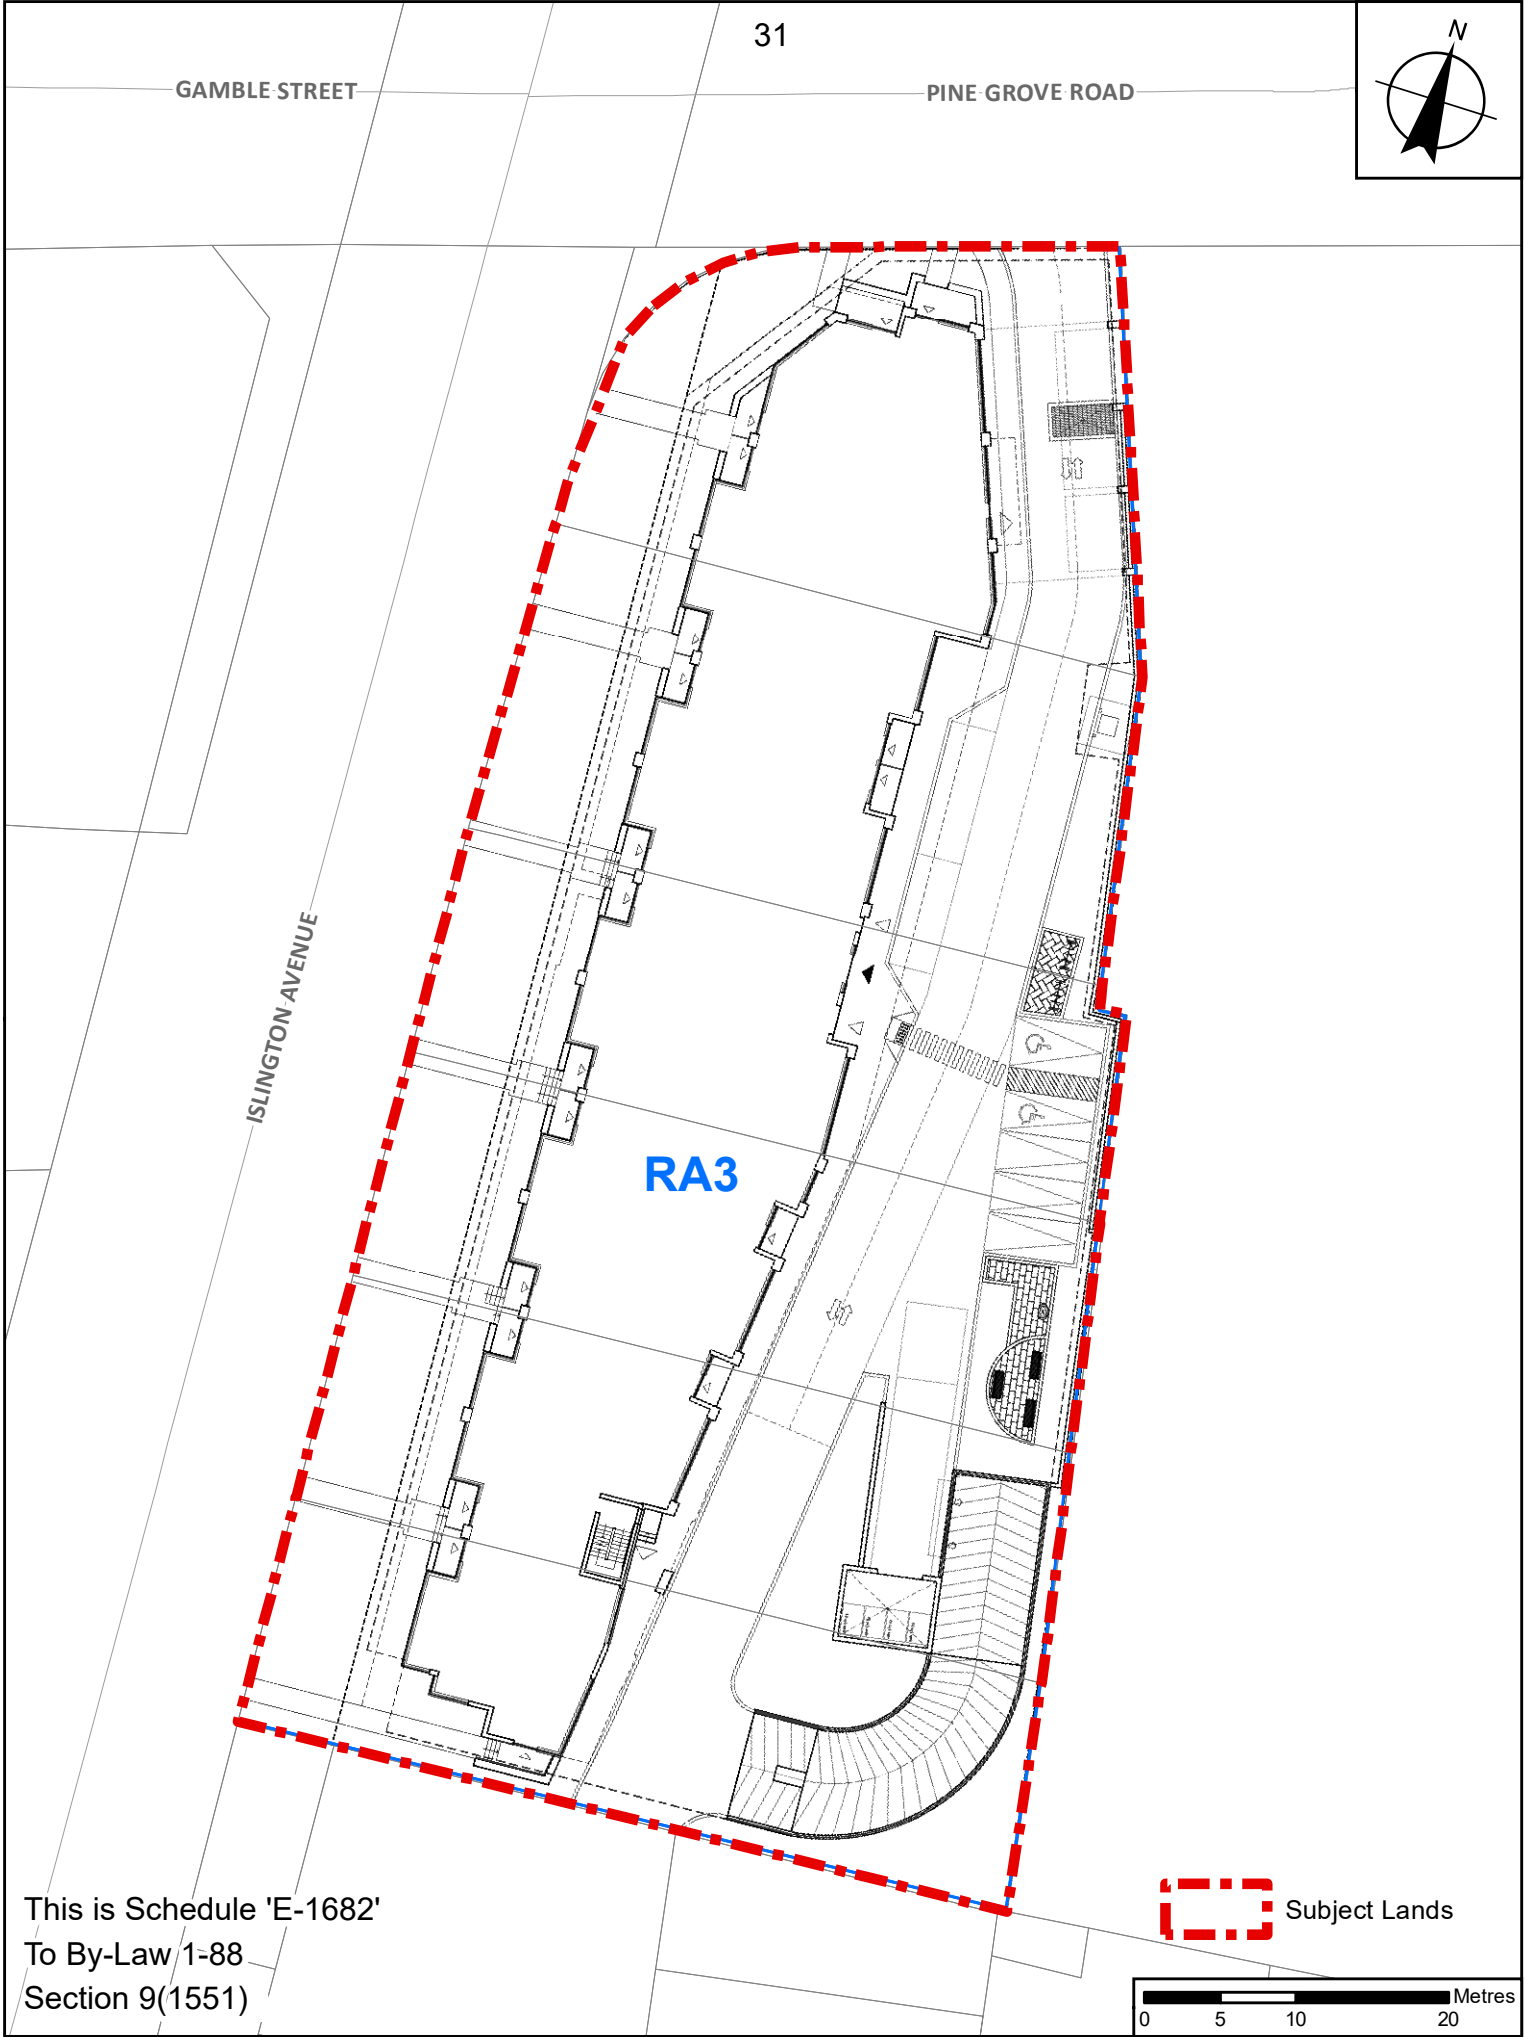 31
N
GAMBLE STREET
PINE GROVE ROAD
ISLINGTON AVENUE
RA3
This is Schedule 'E-1682'
To By-Law 1-88
Section 9(1551)
Subject Lands
Metres
0 5 10 20